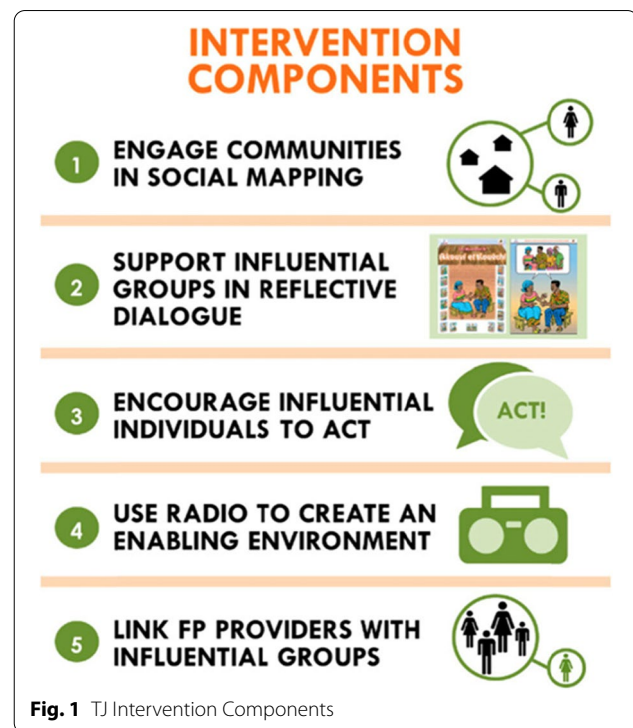 INTERVENTION
COMPONENTS
1
ENGAGE COMMUNITIES
IN SOCIAL MAPPING
2
SUPPORT INFLUENTIAL
GROUPS IN REFLECTIVE
DIALOGUE
3
ENCOURAGE INFLUENTIAL
INDIVIDUALS TO ACT
ACT!
4
USE RADIO TO CREATE AN
ENABLING ENVIRONMENT
5
LINK FP PROVIDERS WITH
INFLUENTIAL GROUPS
Fig. 1 TJ Intervention Components